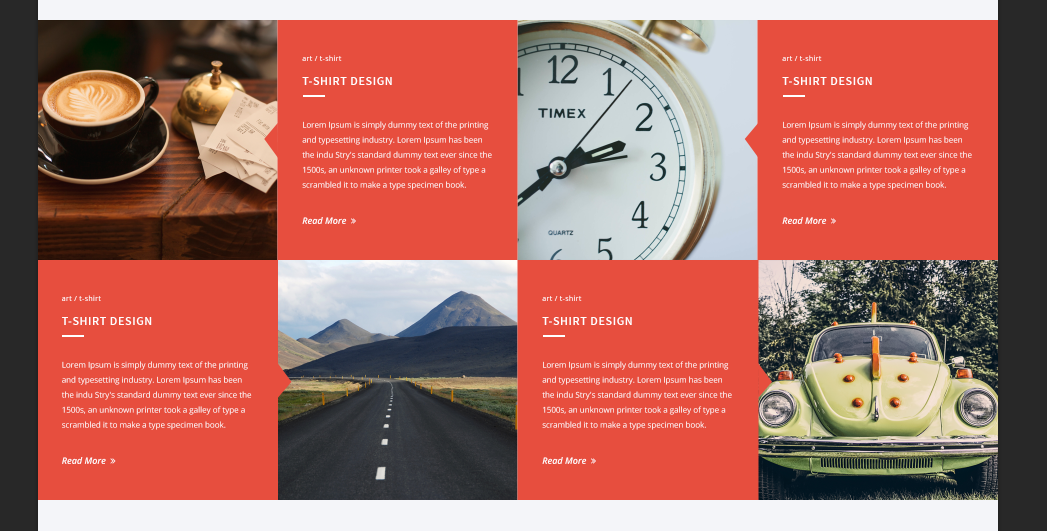 art / t-shirt
T-SHIRT DESIGN
Lorem Ipsum is simply dummy text of the printing
and typesetting industry. Lorem Ipsum has been
the indu Stry's standard dummy text ever since the
1500s, an unknown printer took a galley of type a
scrambled it to make a type specimen book.
Read More »
12
1
2
3
4
5
TIMEX
QUARTZ
art / t-shirt
T-SHIRT DESIGN
Lorem Ipsum is simply dummy text of the printing
and typesetting industry. Lorem Ipsum has been
the indu Stry's standard dummy text ever since the
1500s, an unknown printer took a galley of type a
scrambled it to make a type specimen book.
Read More »
art / t-shirt
T-SHIRT DESIGN
Lorem Ipsum is simply dummy text of the printing
and typesetting industry. Lorem Ipsum has been
the indu Stry's standard dummy text ever since the
1500s, an unknown printer took a galley of type a
scrambled it to make a type specimen book.
Read More »
art / t-shirt
T-SHIRT DESIGN
Lorem Ipsum is simply dummy text of the printing
and typesetting industry. Lorem Ipsum has been
the indu Stry's standard dummy text ever since the
1500s, an unknown printer took a galley of type a
scrambled it to make a type specimen book.
Read More »